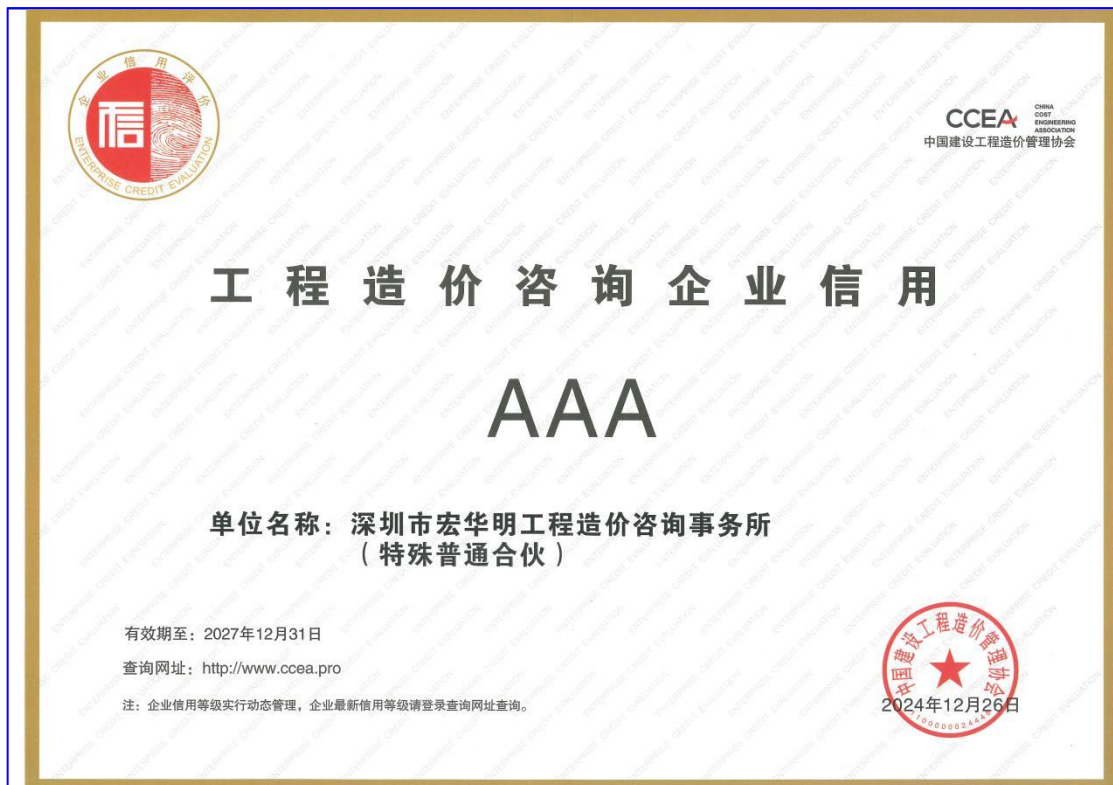 企业信用评价
信
ENTERPRISE CREDIT EVALUATION
CCEA
CHINA
COST
ENGINEERING
ASSOCIATION
中国建设工程造价管理协会
工程造价咨询企业信用
AAA
单位名称：深圳市宏华明工程造价咨询事务所
（特殊普通合伙）
有效期至：2027年12月31日
查询网址：http://www.ccea.pro
注：企业信用等级实行动态管理，企业最新信用等级请登录查询网址查询。
中国建设工程造价管理协会
2024年12月26日